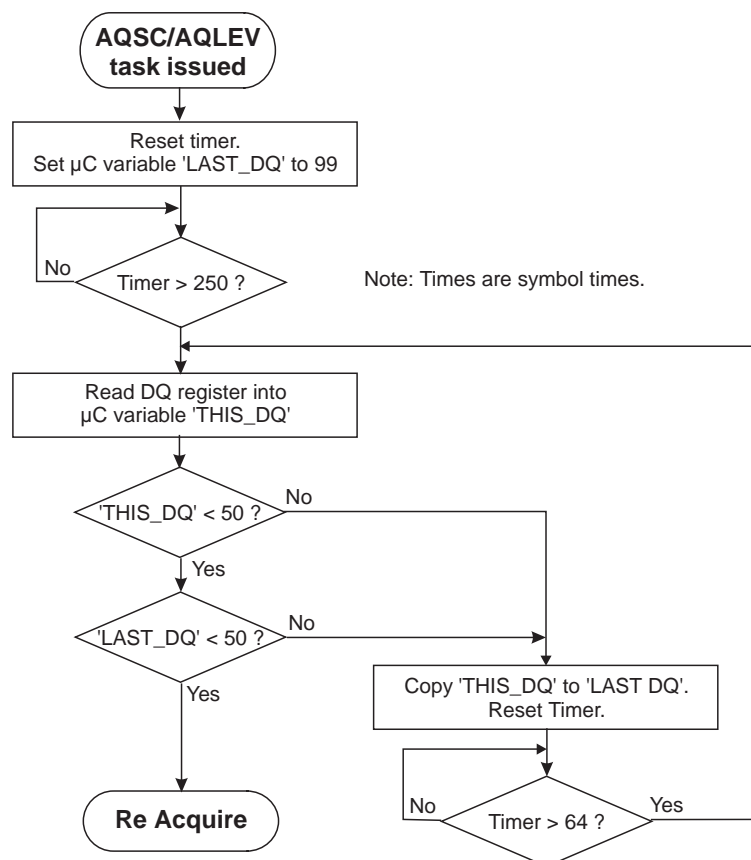 AQSC/AQLEV
task issued
Reset timer.
Set µC variable 'LAST_DQ' to 99
No
Timer > 250 ?
Note: Times are symbol times.
Read DQ register into
µC variable 'THIS_DQ'
'THIS_DQ' < 50 ?
No
Yes
'LAST_DQ' < 50 ?
No
Yes
Copy 'THIS_DQ' to 'LAST DQ'.
Reset Timer.
Re Acquire
No
Timer > 64 ?
Yes